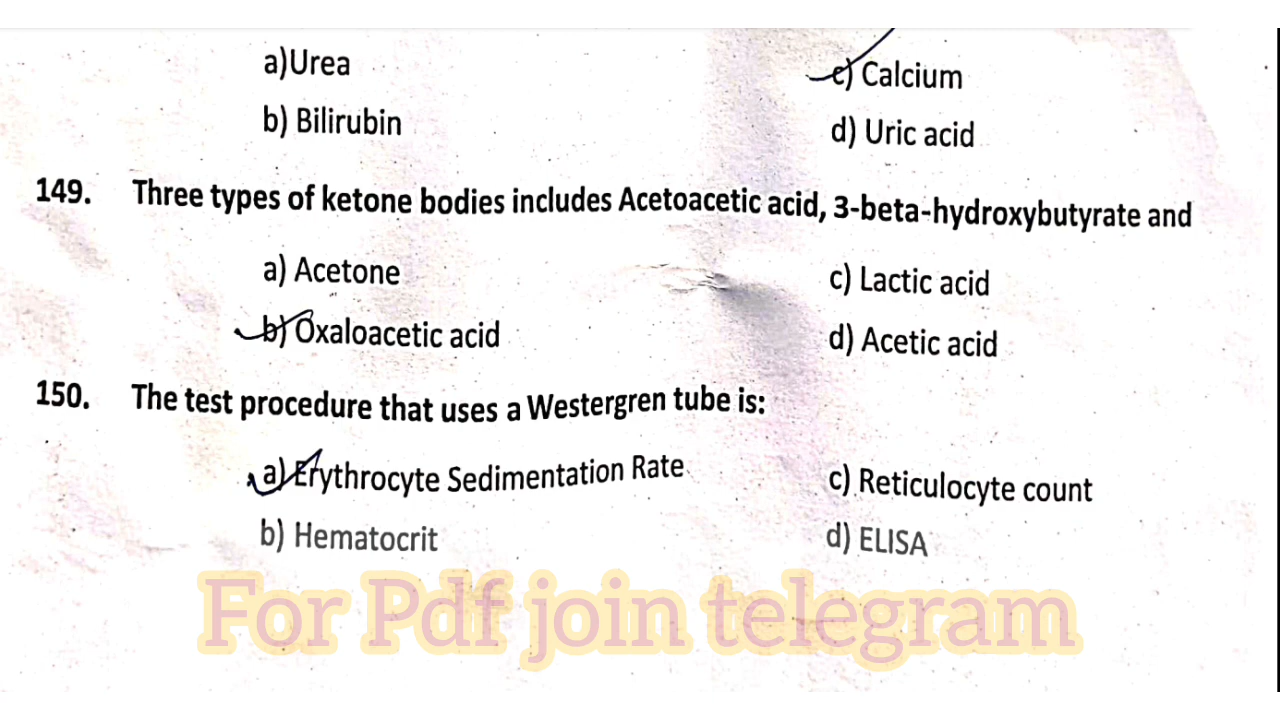 a)Urea
c) Calcium
b) Bilirubin
d) Uric acid
149. Three types of ketone bodies includes Acetoacetic acid, 3-beta-hydroxybutyrate and
a) Acetone
c) Lactic acid
b) Oxaloacetic acid
d) Acetic acid
150. The test procedure that uses a Westergren tube is:
a) Erythrocyte Sedimentation Rate
c) Reticulocyte count
b) Hematocrit
d) ELISA
For Pdf join telegram